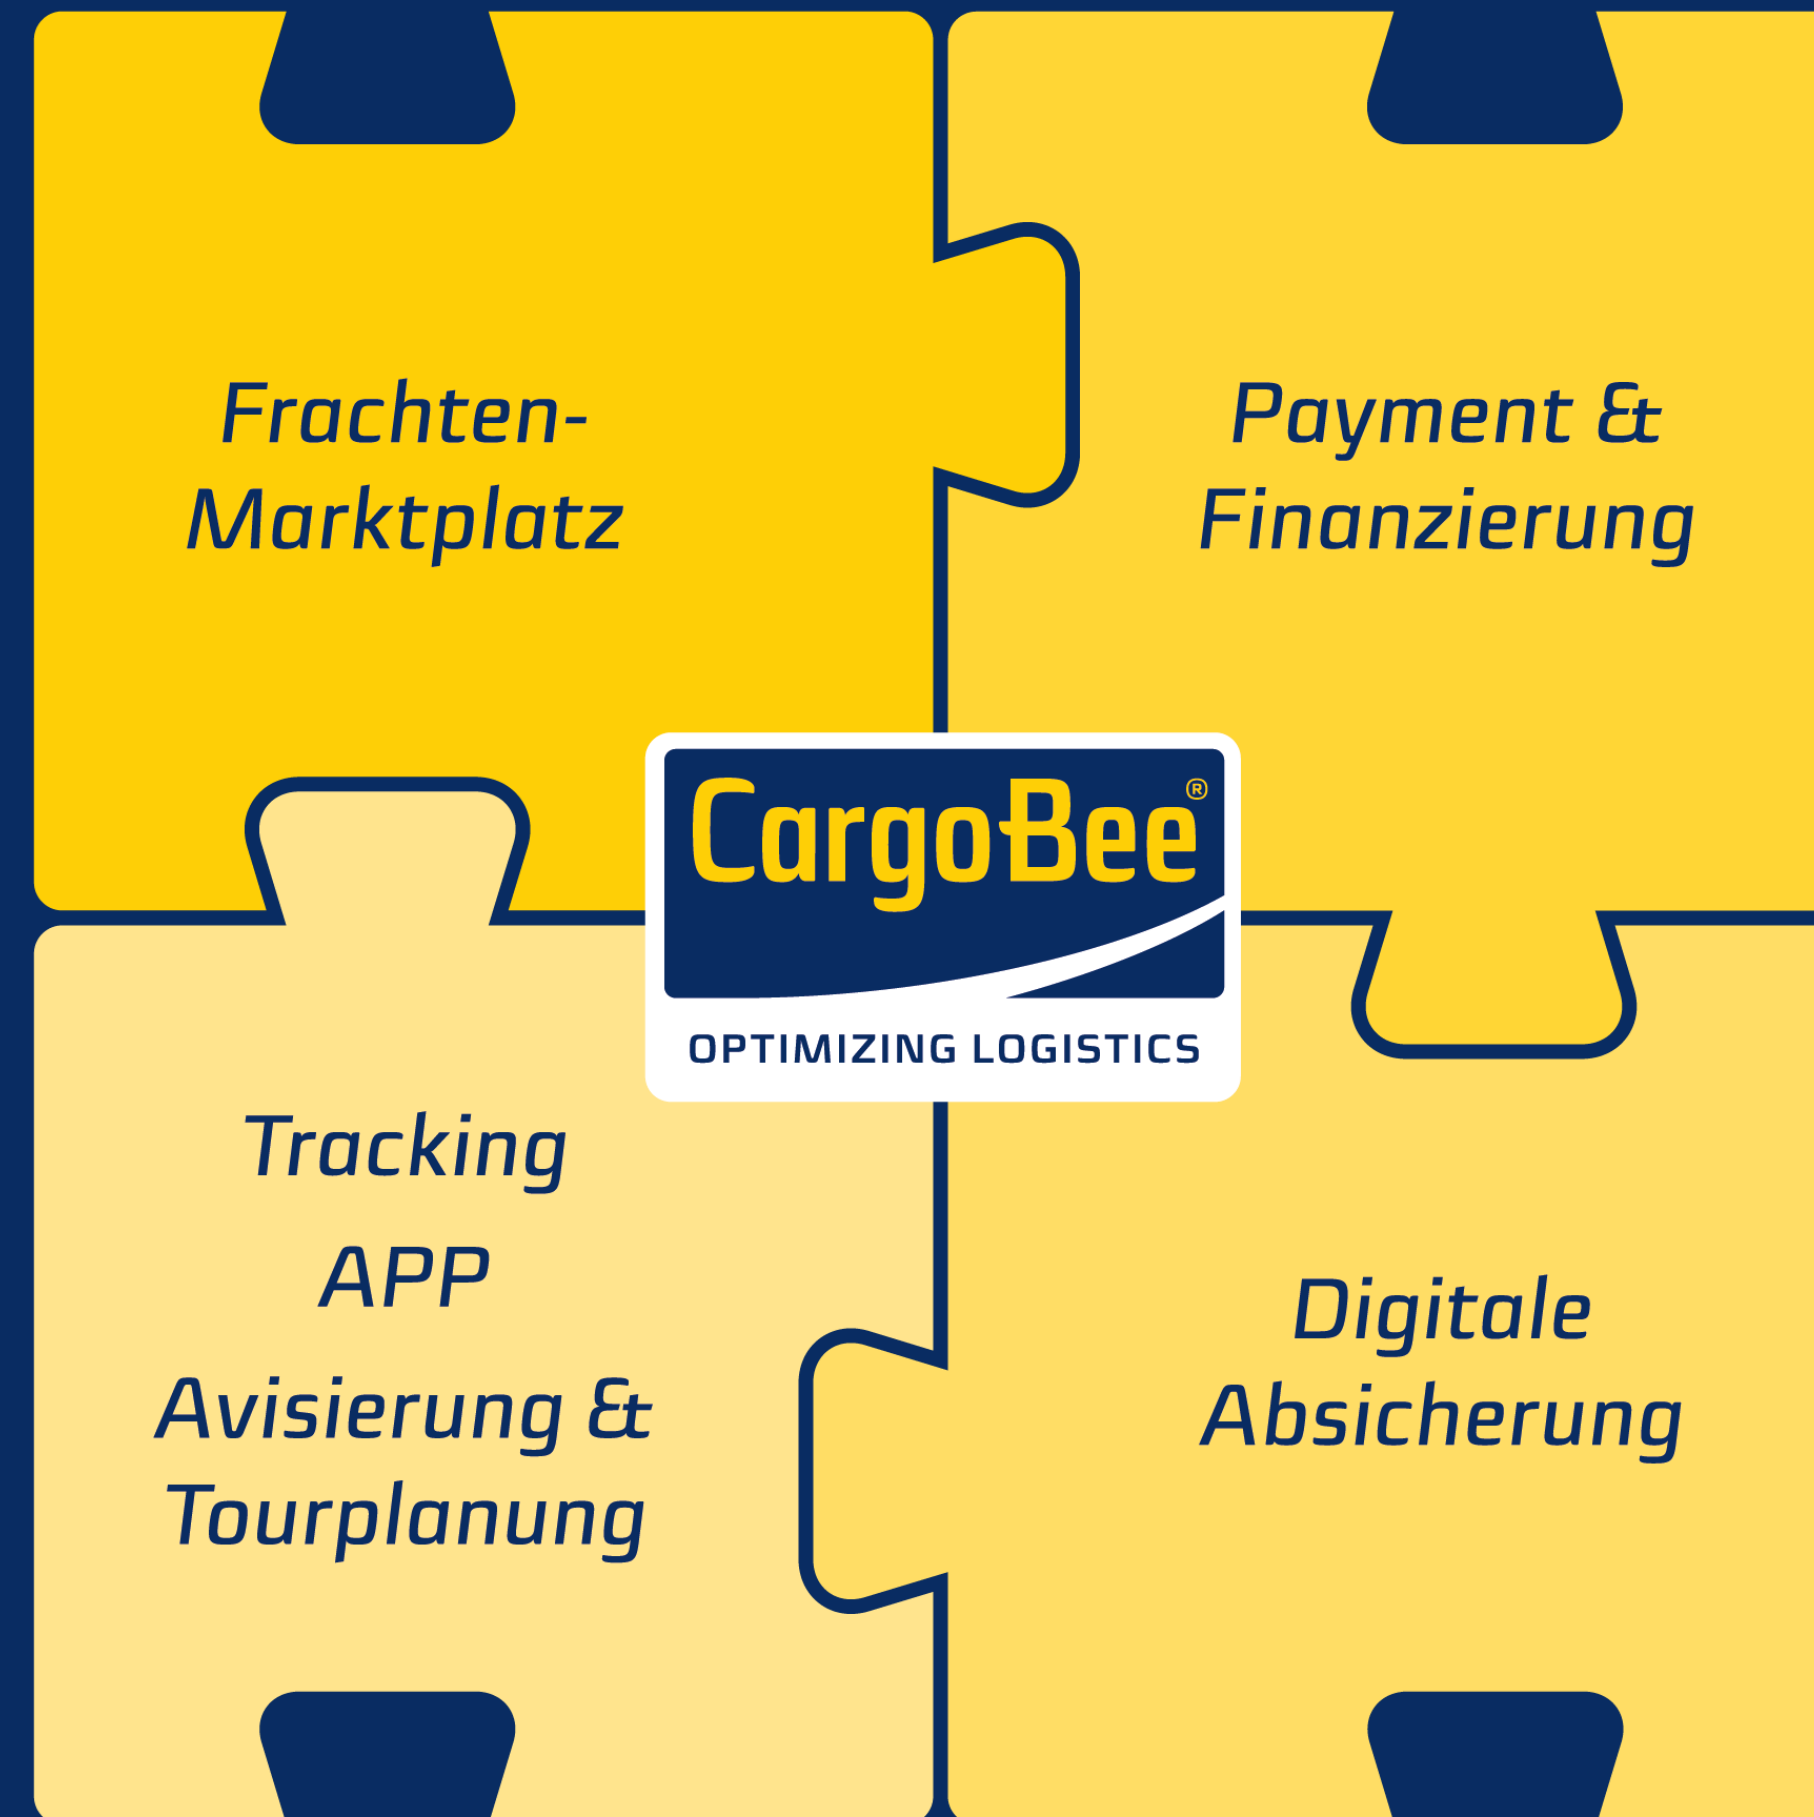 Frachten-
Marktplatz
Payment &
Finanzierung
CargoBee®
OPTIMIZING LOGISTICS
Tracking
APP
Avisierung &
Tourplanung
Digitale
Absicherung